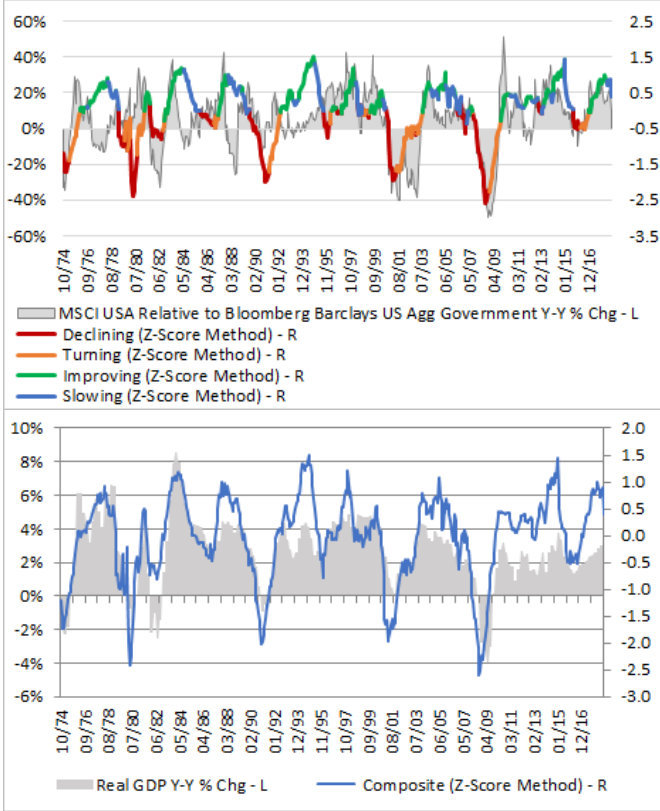 60% 2.5
40% 1.5
20% 0.5
0% -0.5
-20% -1.5
-40% -2.5
-60% -3.5
10/74 09/76 08/78 07/80 06/82 05/84 04/86 03/88 02/90 01/92 12/93 11/95 10/97 09/99 08/01 07/03 06/05 05/07 04/09 03/11 02/13 01/15 12/16
MSCI USA Relative to Bloomberg Barclays US Agg Government Y-Y % Chg - L
Declining (Z-Score Method) - R
Turning (Z-Score Method) - R
Improving (Z-Score Method) - R
Slowing (Z-Score Method) - R
10% 2.0
8% 1.5
1.0
6% 0.5
4% 0.0
2% -0.5
-1.0
0% -1.5
-2% -2.0
-4% -2.5
-6% -3.0
10/74 09/76 08/78 07/80 06/82 05/84 04/86 03/88 02/90 01/92 12/93 11/95 10/97 09/99 08/01 07/03 06/05 05/07 04/09 03/11 02/13 01/15 12/16
Real GDP Y-Y % Chg - L Composite (Z-Score Method) - R